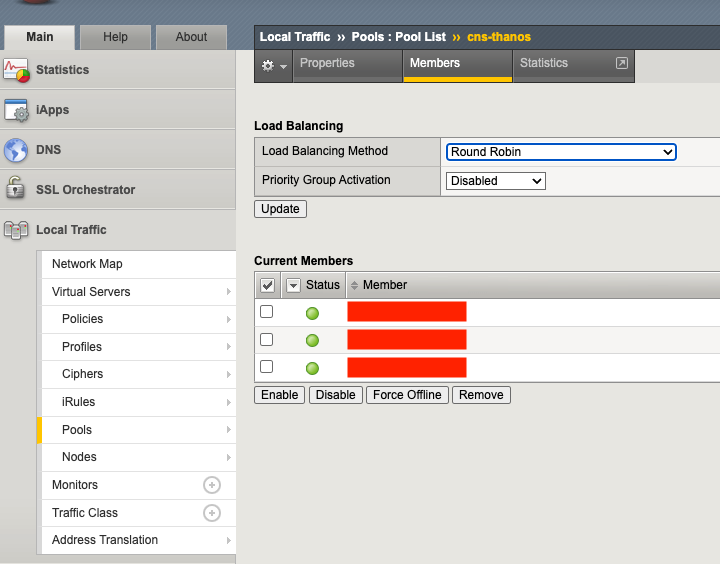 Main
Help
About
Local Traffic ›› Pools : Pool List ›› cns-thanos
Properties
Members
Statistics
Statistics
iApps
DNS
SSL Orchestrator
Local Traffic
Network Map
Virtual Servers
Policies
Profiles
Ciphers
iRules
Pools
Nodes
Monitors
Traffic Class
Address Translation
Load Balancing
Load Balancing Method
Round Robin
Priority Group Activation
Disabled
Update
Current Members
Status
Member
Enable
Disable
Force Offline
Remove